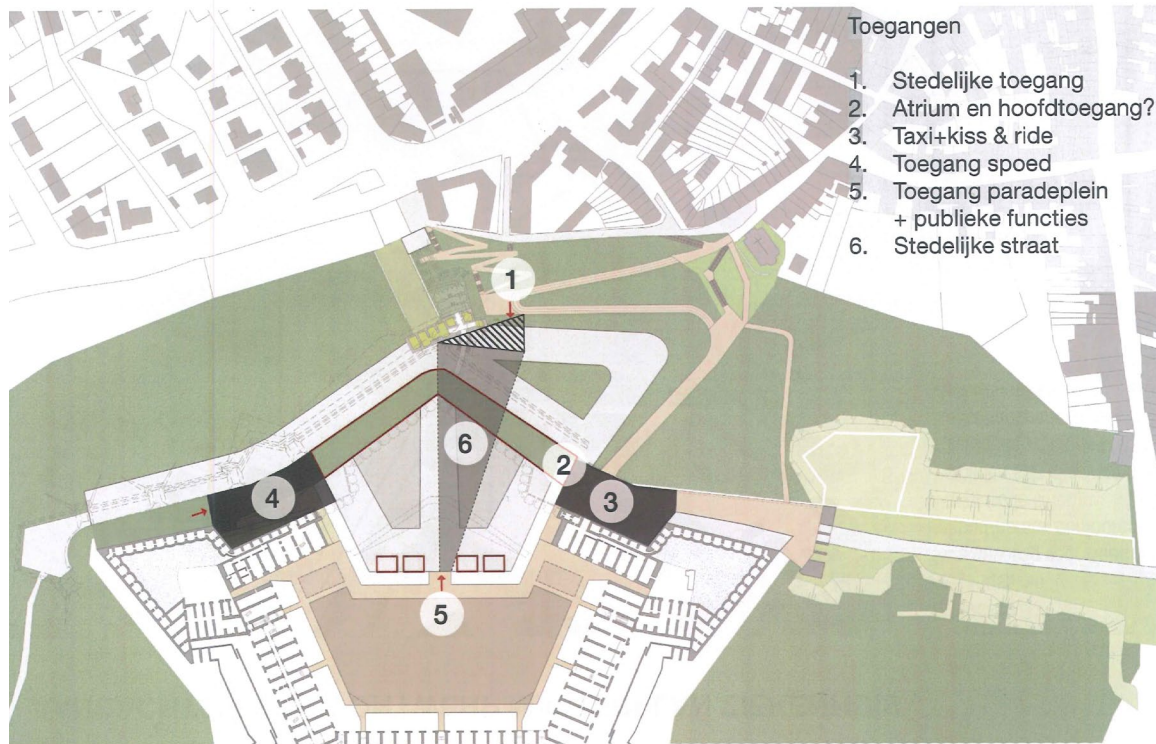 Toegangen
1. Stedelijke toegang
2. Atrium en hoofdtoegang?
3. Taxi+kiss & ride
4. Toegang spoed
5. Toegang paradeplein
+ publieke functies
6. Stedelijke straat
1
6
2
4
3
5